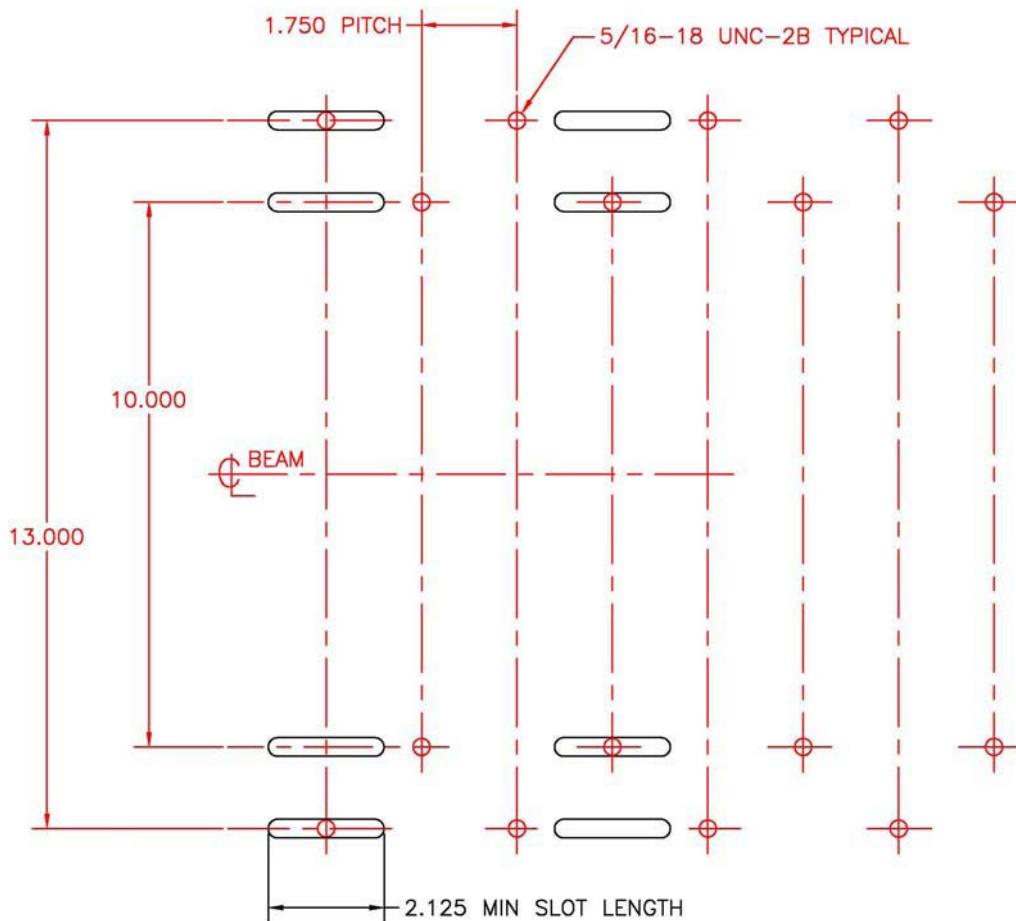 1.750 PITCH
5/16-18 UNC-2B TYPICAL
10.000
℄ BEAM
13.000
2.125 MIN SLOT LENGTH